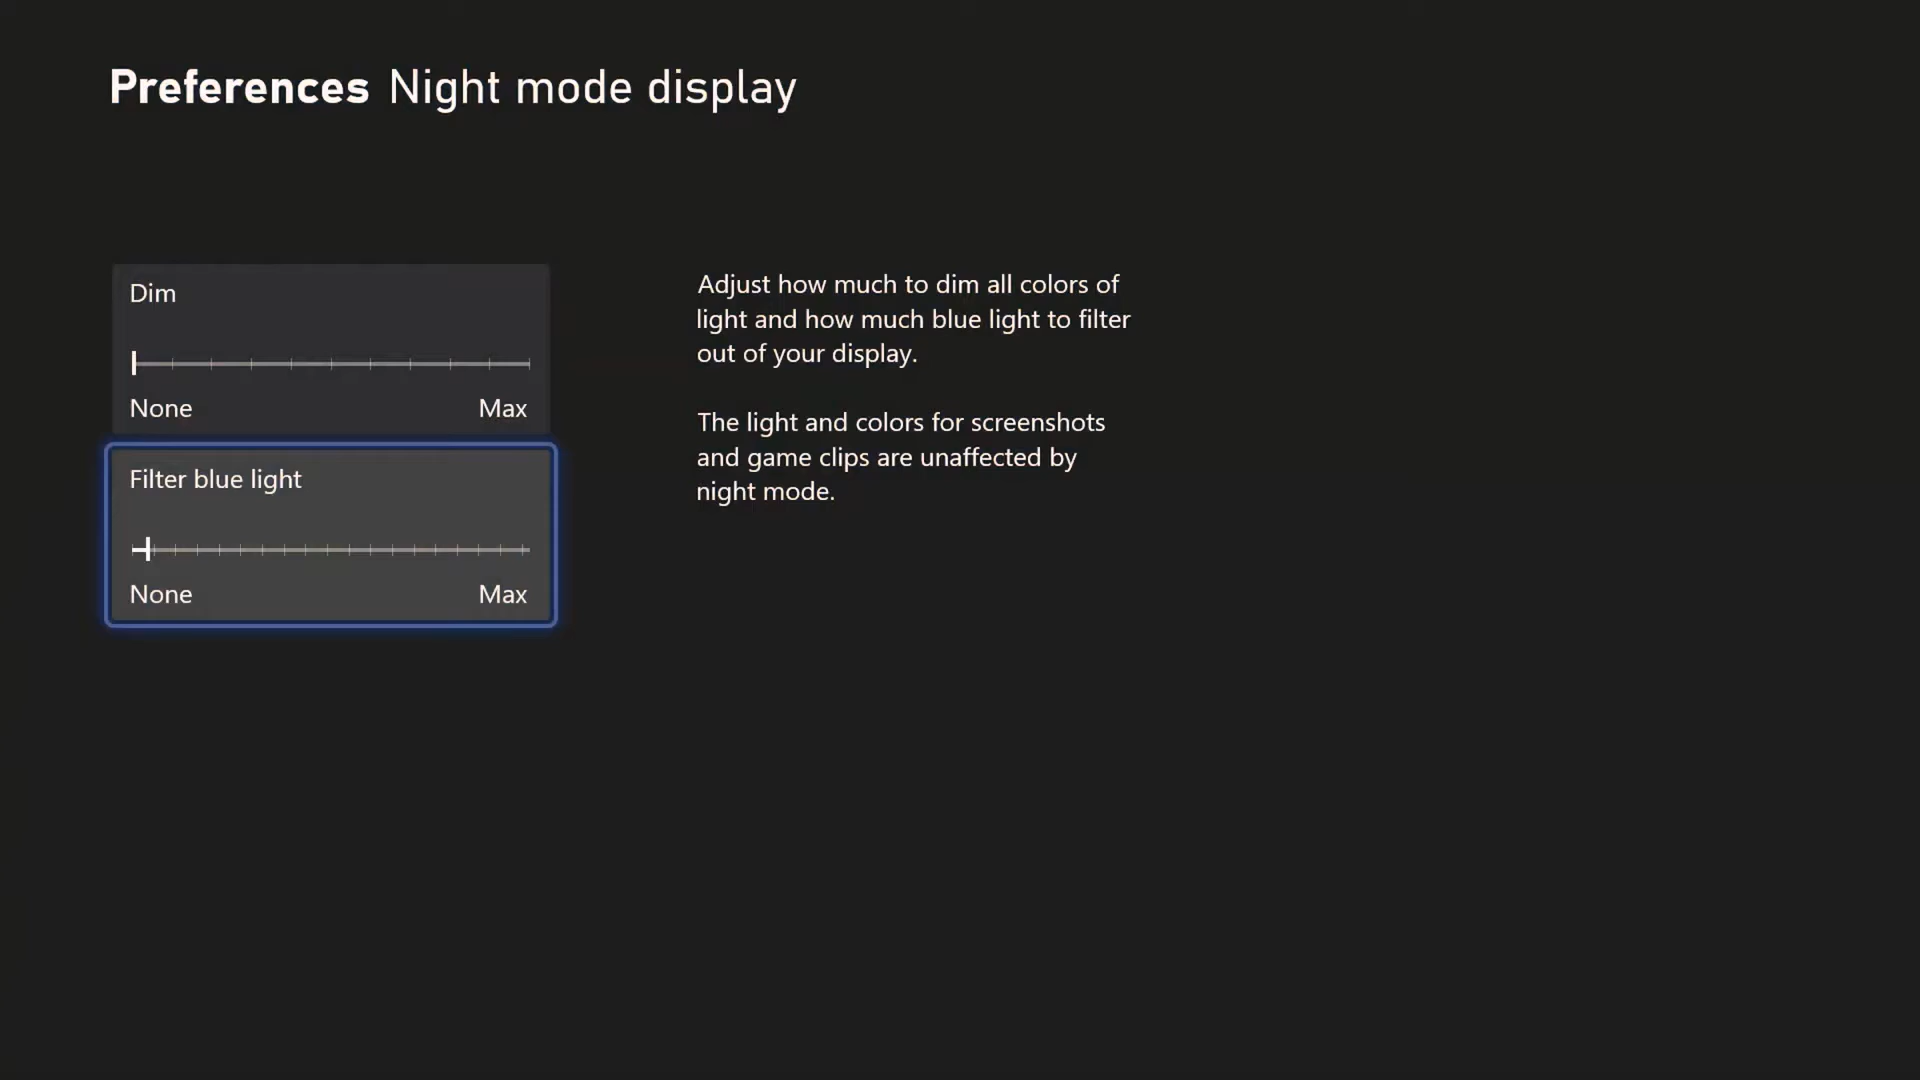 Preferences Night mode display
Dim
None Max
Filter blue light
None Max
Adjust how much to dim all colors of
light and how much blue light to filter
out of your display.
The light and colors for screenshots
and game clips are unaffected by
night mode.